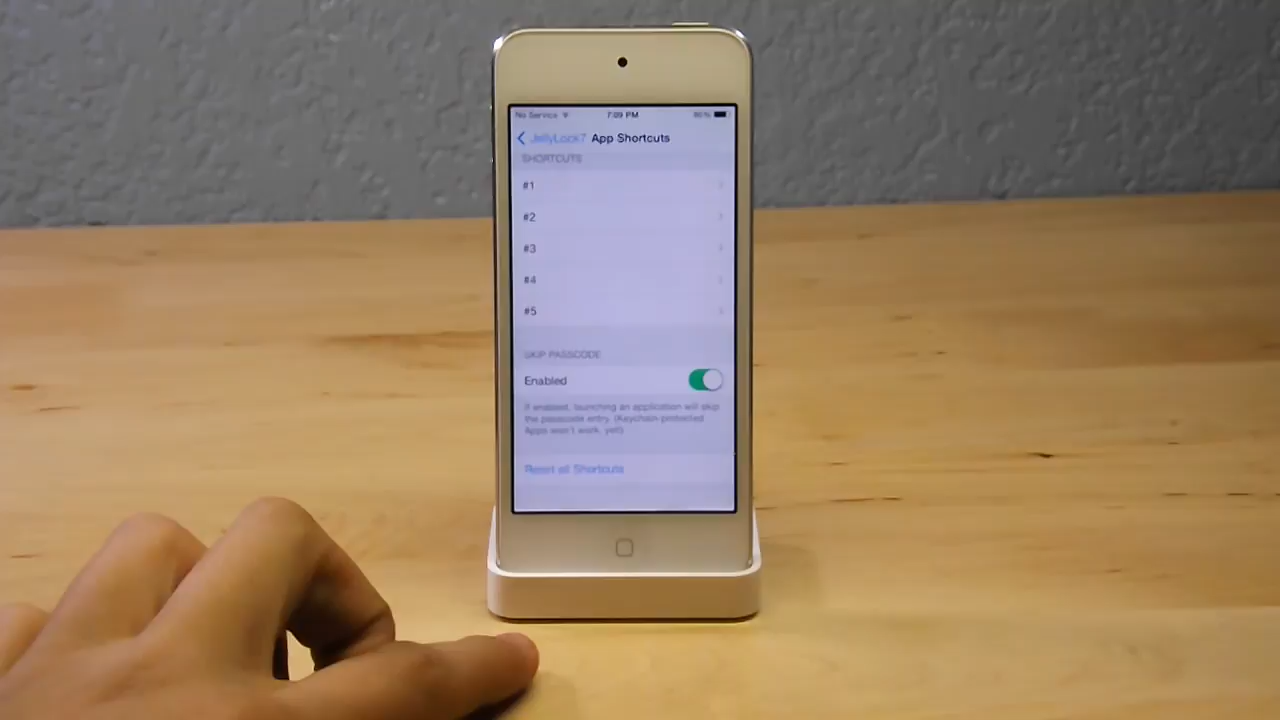 No Service 7:09 PM 86%
JellyLock7 App Shortcuts
SHORTCUTS
#1
#2
#3
#4
#5
SKIP PASSCODE
Enabled
If enabled, launching an application will skip
the passcode entry. (Keychain protected
Apps won't work, yet!)
Reset all Shortcuts